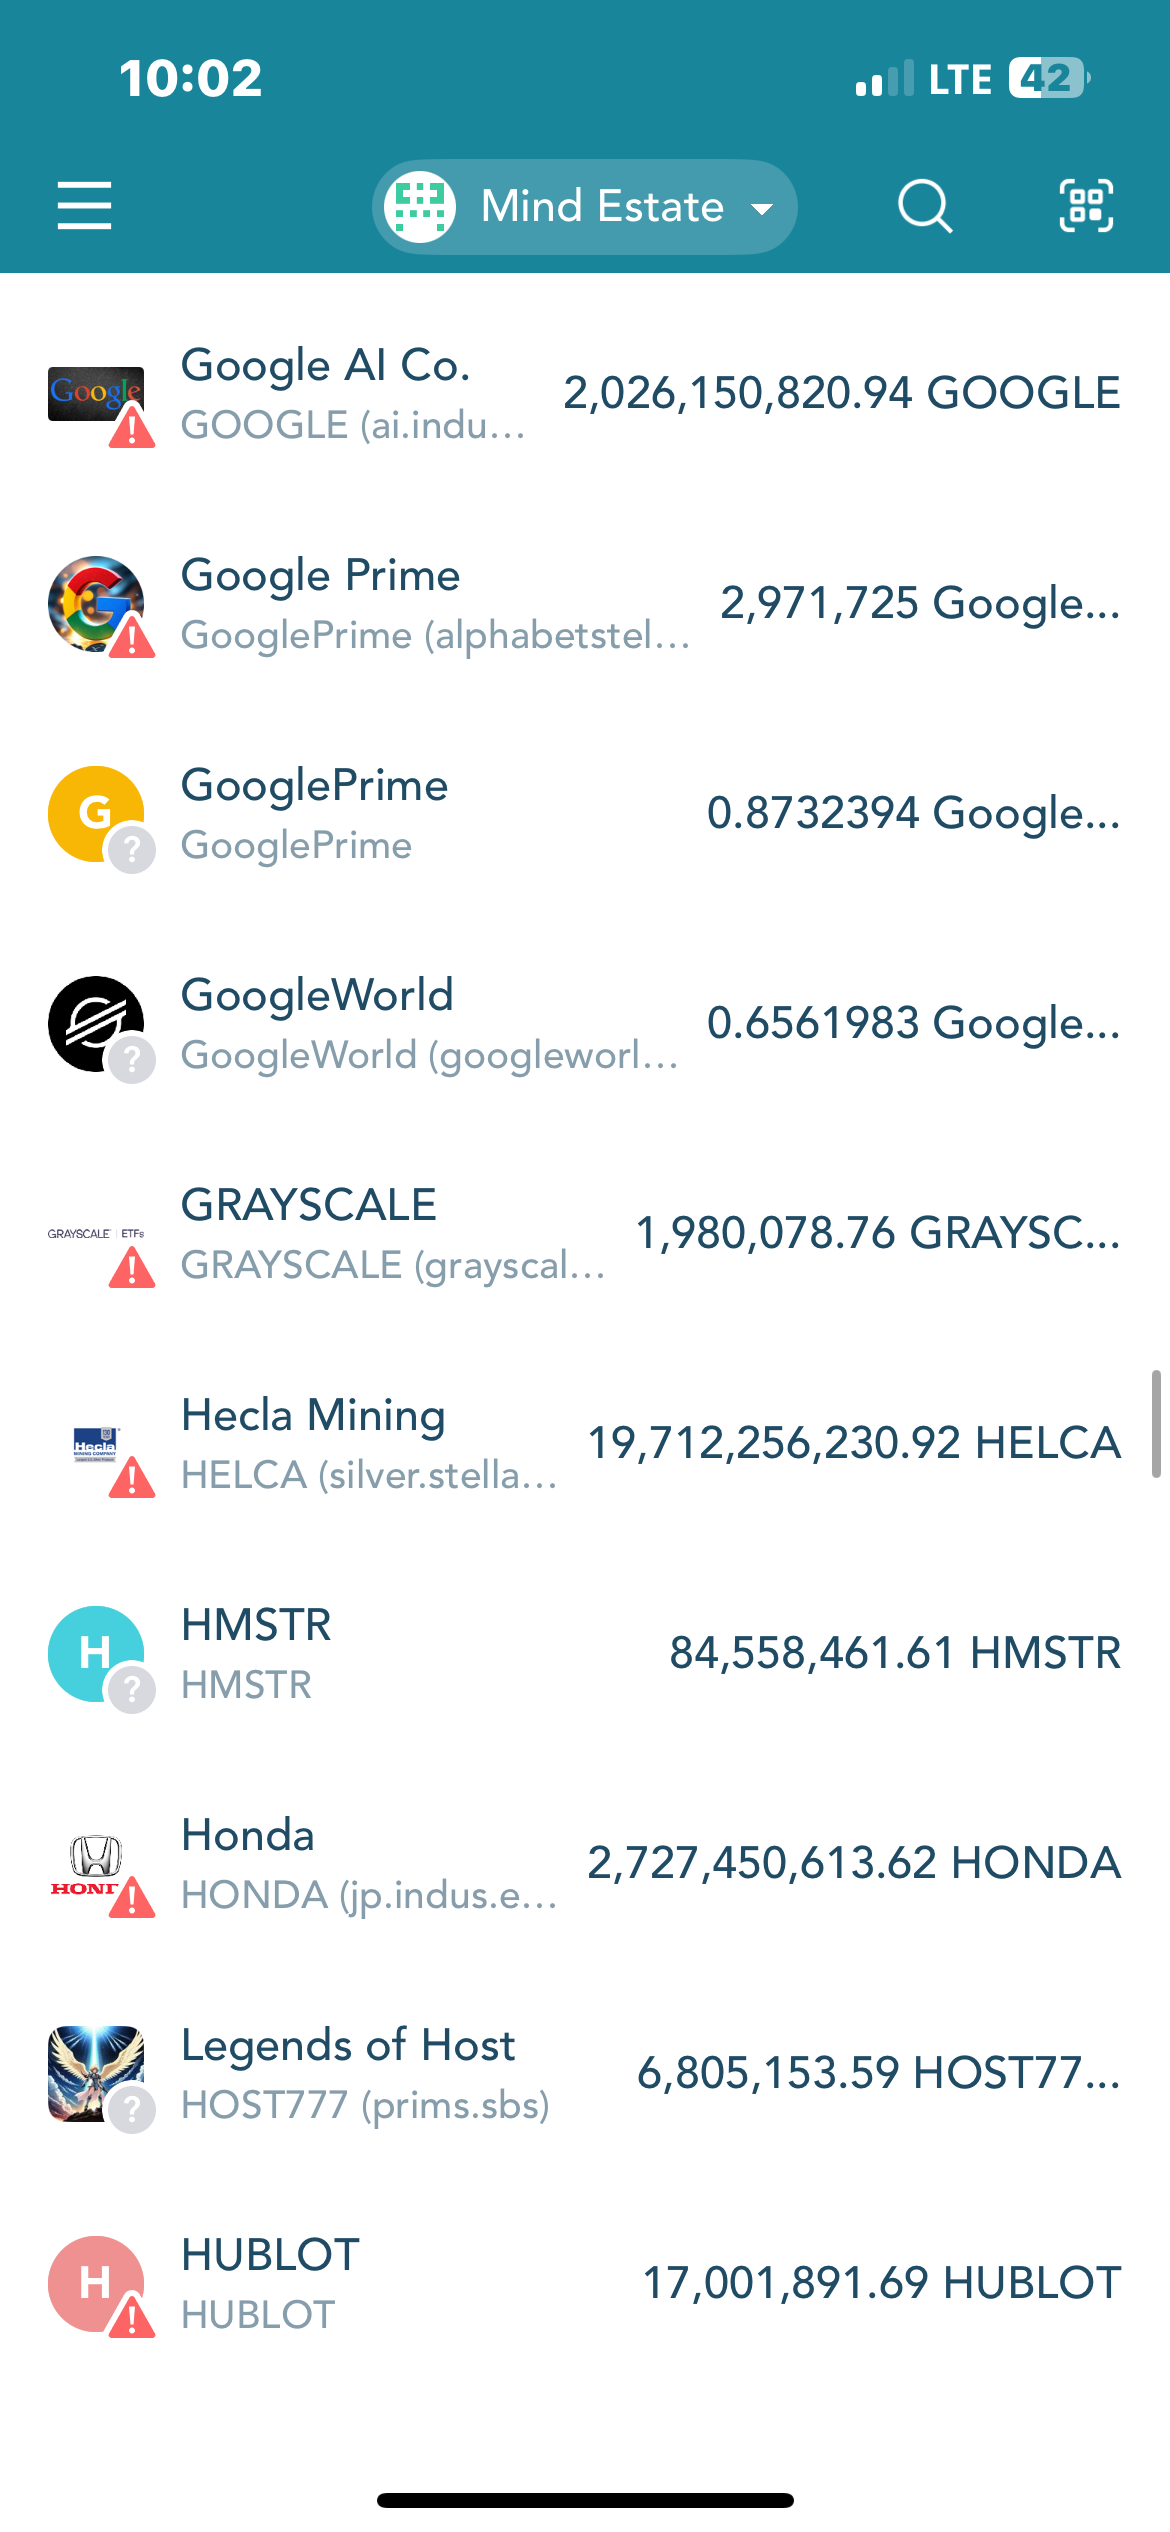 10:02
LTE 42
Mind Estate
Google
Google AI Co.
GOOGLE (ai.indu...
2,026,150,820.94 GOOGLE
Google Prime
GooglePrime (alphabetstel...
2,971,725 Google...
G
?
GooglePrime
GooglePrime
0.8732394 Google...
?
GoogleWorld
GoogleWorld (googleworl...
0.6561983 Google...
GRAYSCALE | ETFs
GRAYSCALE
GRAYSCALE (grayscal...
1,980,078.76 GRAYSC...
Hecla
MINING COMPANY
Hecla Mining
HELCA (silver.stella...
19,712,256,230.92 HELCA
H
?
HMSTR
HMSTR
84,558,461.61 HMSTR
Honda
HONDA (jp.indus.e...
2,727,450,613.62 HONDA
?
Legends of Host
HOST777 (prims.sbs)
6,805,153.59 HOST77...
H
HUBLOT
HUBLOT
17,001,891.69 HUBLOT